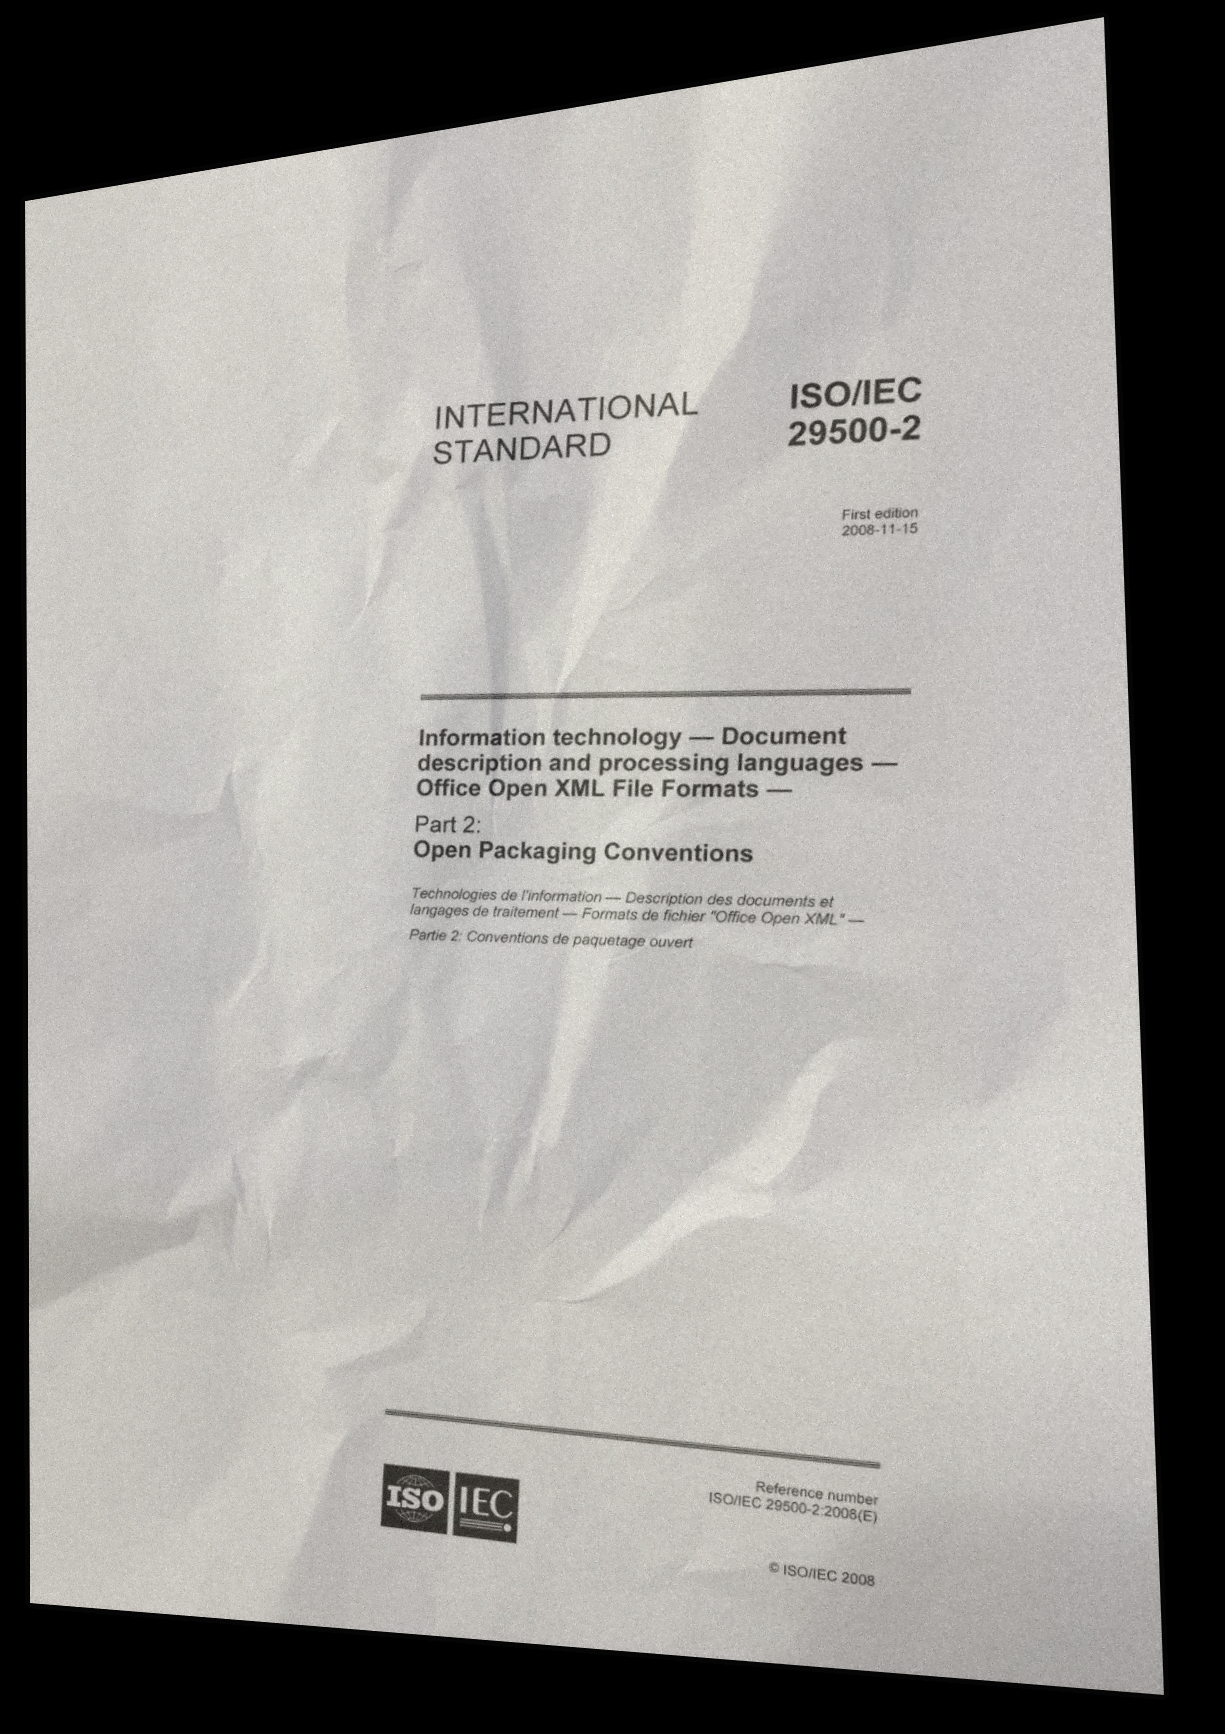 INTERNATIONAL
STANDARD
ISO/IEC
29500-2
First edition
2008-11-15
Information technology — Document
description and processing languages —
Office Open XML File Formats —
Part 2:
Open Packaging Conventions
Technologies de l'information — Description des documents et
langages de traitement — Formats de fichier "Office Open XML" —
Partie 2: Conventions de paquetage ouvert
ISO IEC
Reference number
ISO/IEC 29500-2:2008(E)
© ISO/IEC 2008